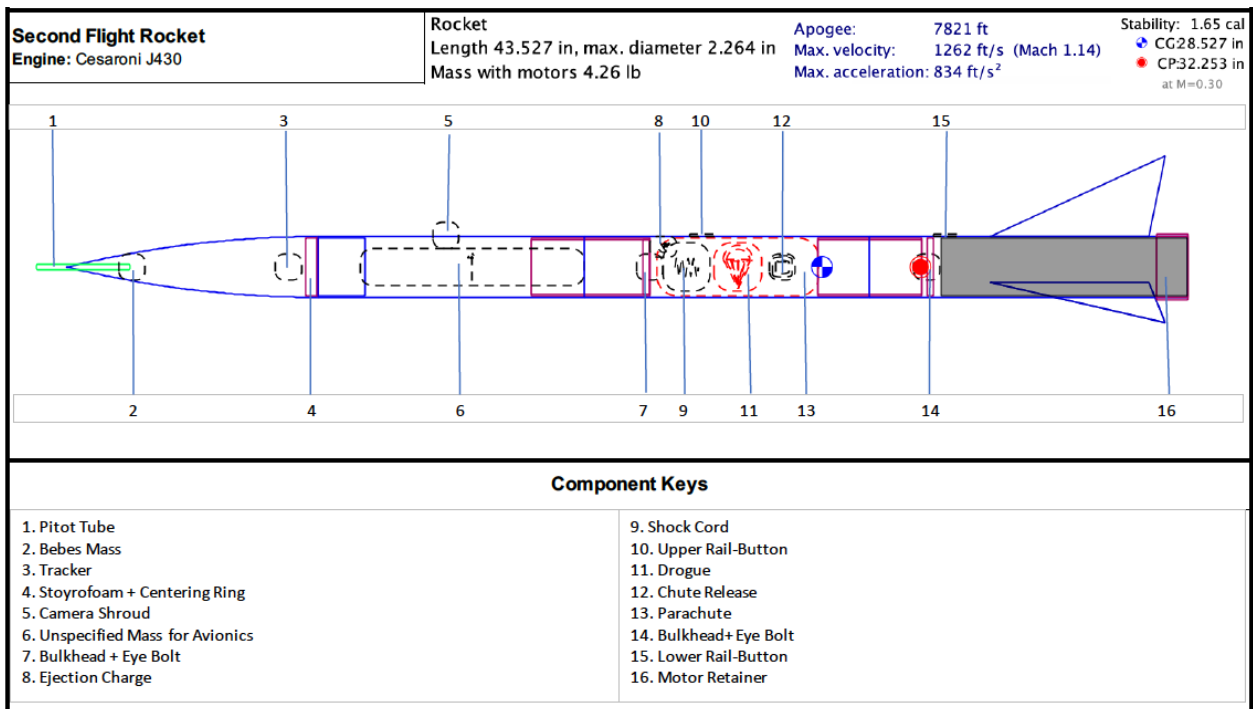 Second Flight Rocket
Engine: Cesaroni J430
Rocket
Length 43.527 in, max. diameter 2.264 in
Mass with motors 4.26 lb
Apogee: 7821 ft
Max. velocity: 1262 ft/s (Mach 1.14)
Max. acceleration: 834 ft/s²
Stability: 1.65 cal
CG28.527 in
CP:32.253 in
at M=0.30
1 3 5 8 10 12 15
2 4 6 7 9 11 13 14 16
Component Keys
1. Pitot Tube
2. Bebes Mass
3. Tracker
4. Stoyrofoam + Centering Ring
5. Camera Shroud
6. Unspecified Mass for Avionics
7. Bulkhead + Eye Bolt
8. Ejection Charge
9. Shock Cord
10. Upper Rail-Button
11. Drogue
12. Chute Release
13. Parachute
14. Bulkhead+ Eye Bolt
15. Lower Rail-Button
16. Motor Retainer